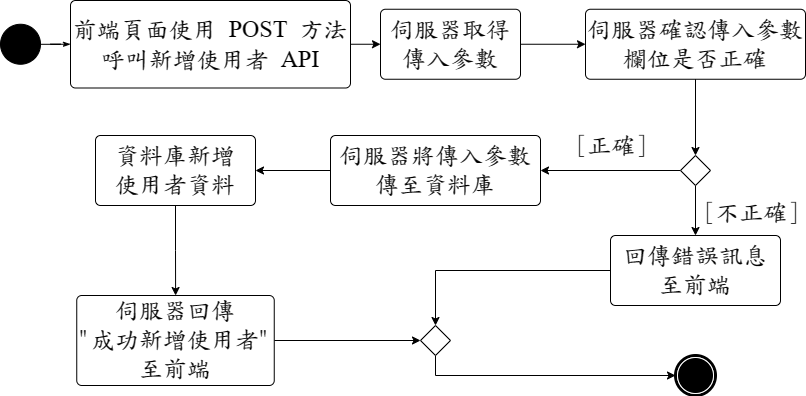 前端頁面使用 POST 方法
呼叫新增使用者 API
伺服器取得
傳入參數
伺服器確認傳入參數
欄位是否正確
[正確]
伺服器將傳入參數
傳至資料庫
資料庫新增
使用者資料
[不正確]
回傳錯誤訊息
至前端
伺服器回傳
"成功新增使用者"
至前端